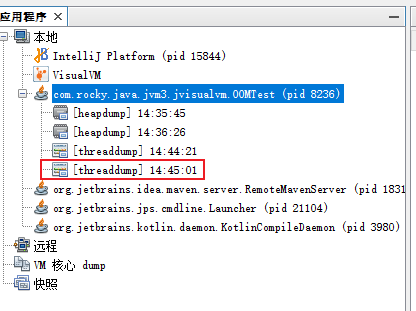 应用程序
本地
IntelliJ Platform (pid 15844)
VisualVM
com.rocky.java.jvm3.jvisualvm.OOMTest (pid 8236)
[heapdump] 14:35:45
[heapdump] 14:36:26
[threaddump] 14:44:21
[threaddump] 14:45:01
org.jetbrains.idea.maven.server.RemoteMavenServer (pid 1831
org.jetbrains.jps.cmdline.Launcher (pid 21104)
org.jetbrains.kotlin.daemon.KotlinCompileDaemon (pid 3980)
远程
VM 核心 dump
快照